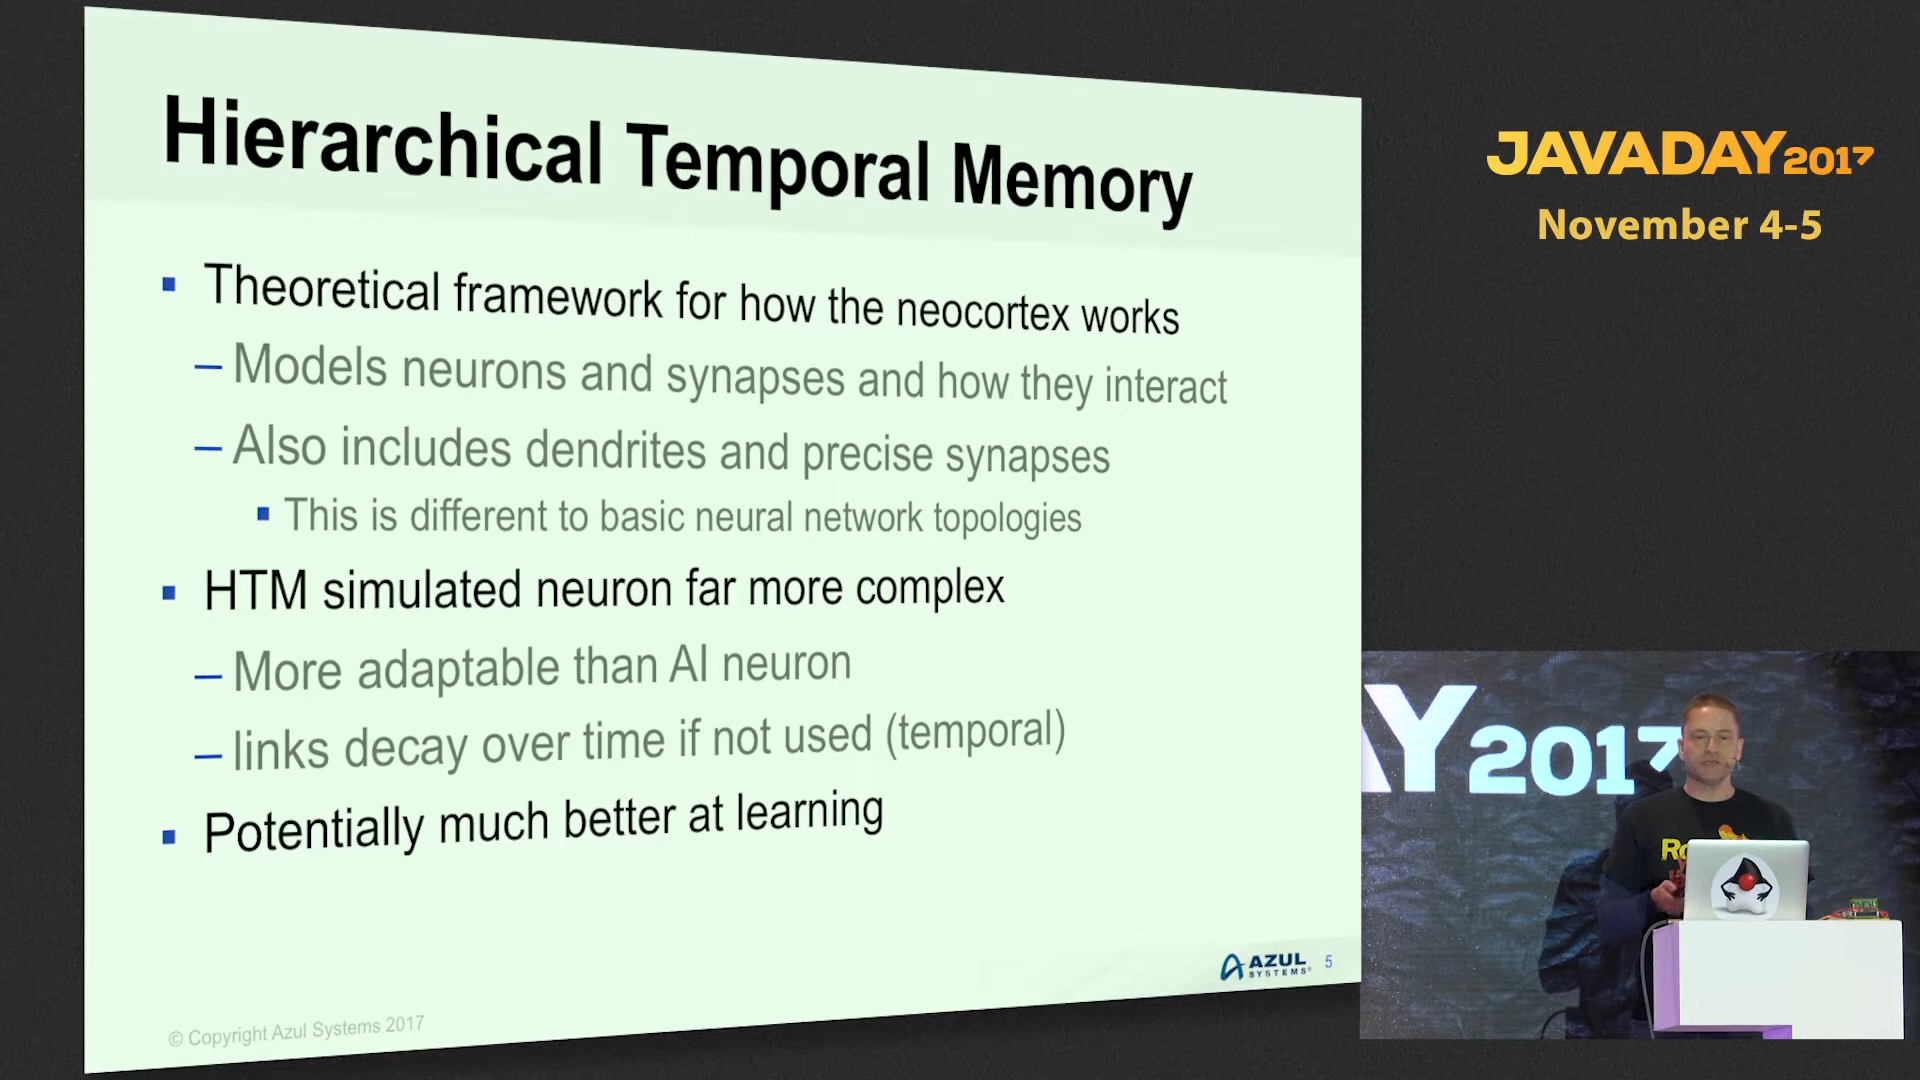 Hierarchical Temporal Memory
Theoretical framework for how the neocortex works
– Models neurons and synapses and how they interact
– Also includes dendrites and precise synapses
This is different to basic neural network topologies
HTM simulated neuron far more complex
– More adaptable than AI neuron
– links decay over time if not used (temporal)
Potentially much better at learning
AZUL
SYSTEMS®
5
© Copyright Azul Systems 2017
JAVADAY2017
November 4-5
AY2017